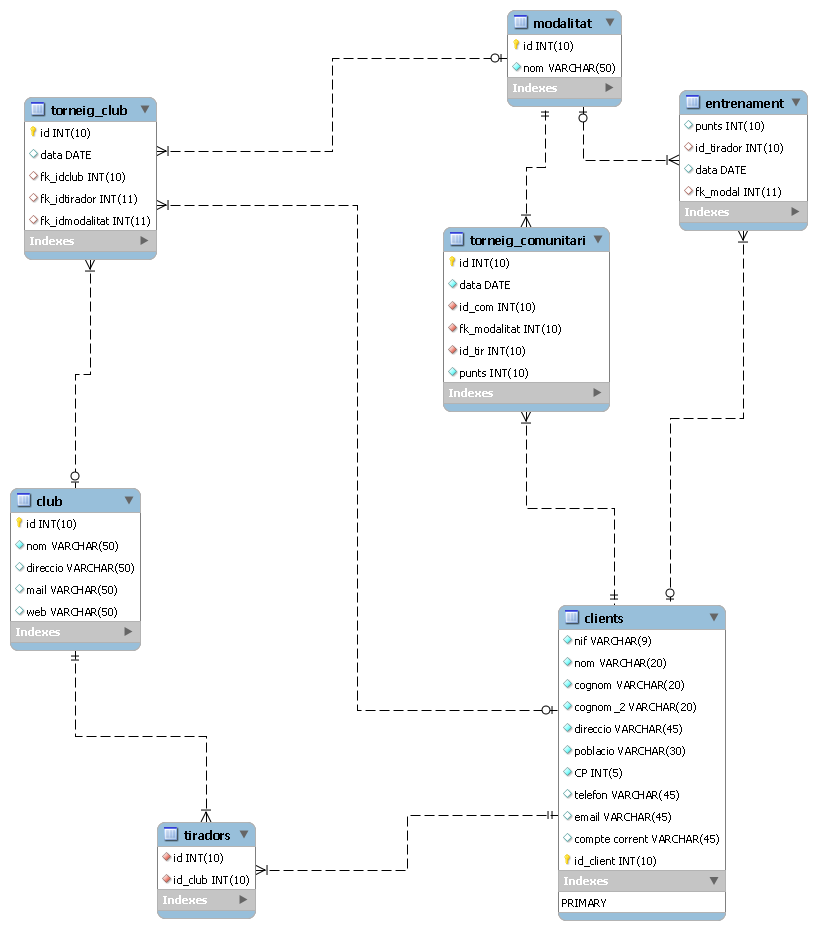 modalitat
id INT(10)
nom VARCHAR(50)
Indexes
torneig_club
id INT(10)
data DATE
fk_idclub INT(10)
fk_idtirador INT(11)
fk_idmodalitat INT(11)
Indexes
entrenament
punts INT(10)
id_tirador INT(10)
data DATE
fk_modal INT(11)
Indexes
torneig_comunitari
id INT(10)
data DATE
id_com INT(10)
fk_modalitat INT(10)
id_tir INT(10)
punts INT(10)
Indexes
club
id INT(10)
nom VARCHAR(50)
direccio VARCHAR(50)
mail VARCHAR(50)
web VARCHAR(50)
Indexes
clients
nif VARCHAR(9)
nom VARCHAR(20)
cognom VARCHAR(20)
cognom_2 VARCHAR(20)
direccio VARCHAR(45)
poblacio VARCHAR(30)
CP INT(5)
telefon VARCHAR(45)
email VARCHAR(45)
compte corrent VARCHAR(45)
id_client INT(10)
Indexes
PRIMARY
tiradors
id INT(10)
id_club INT(10)
Indexes